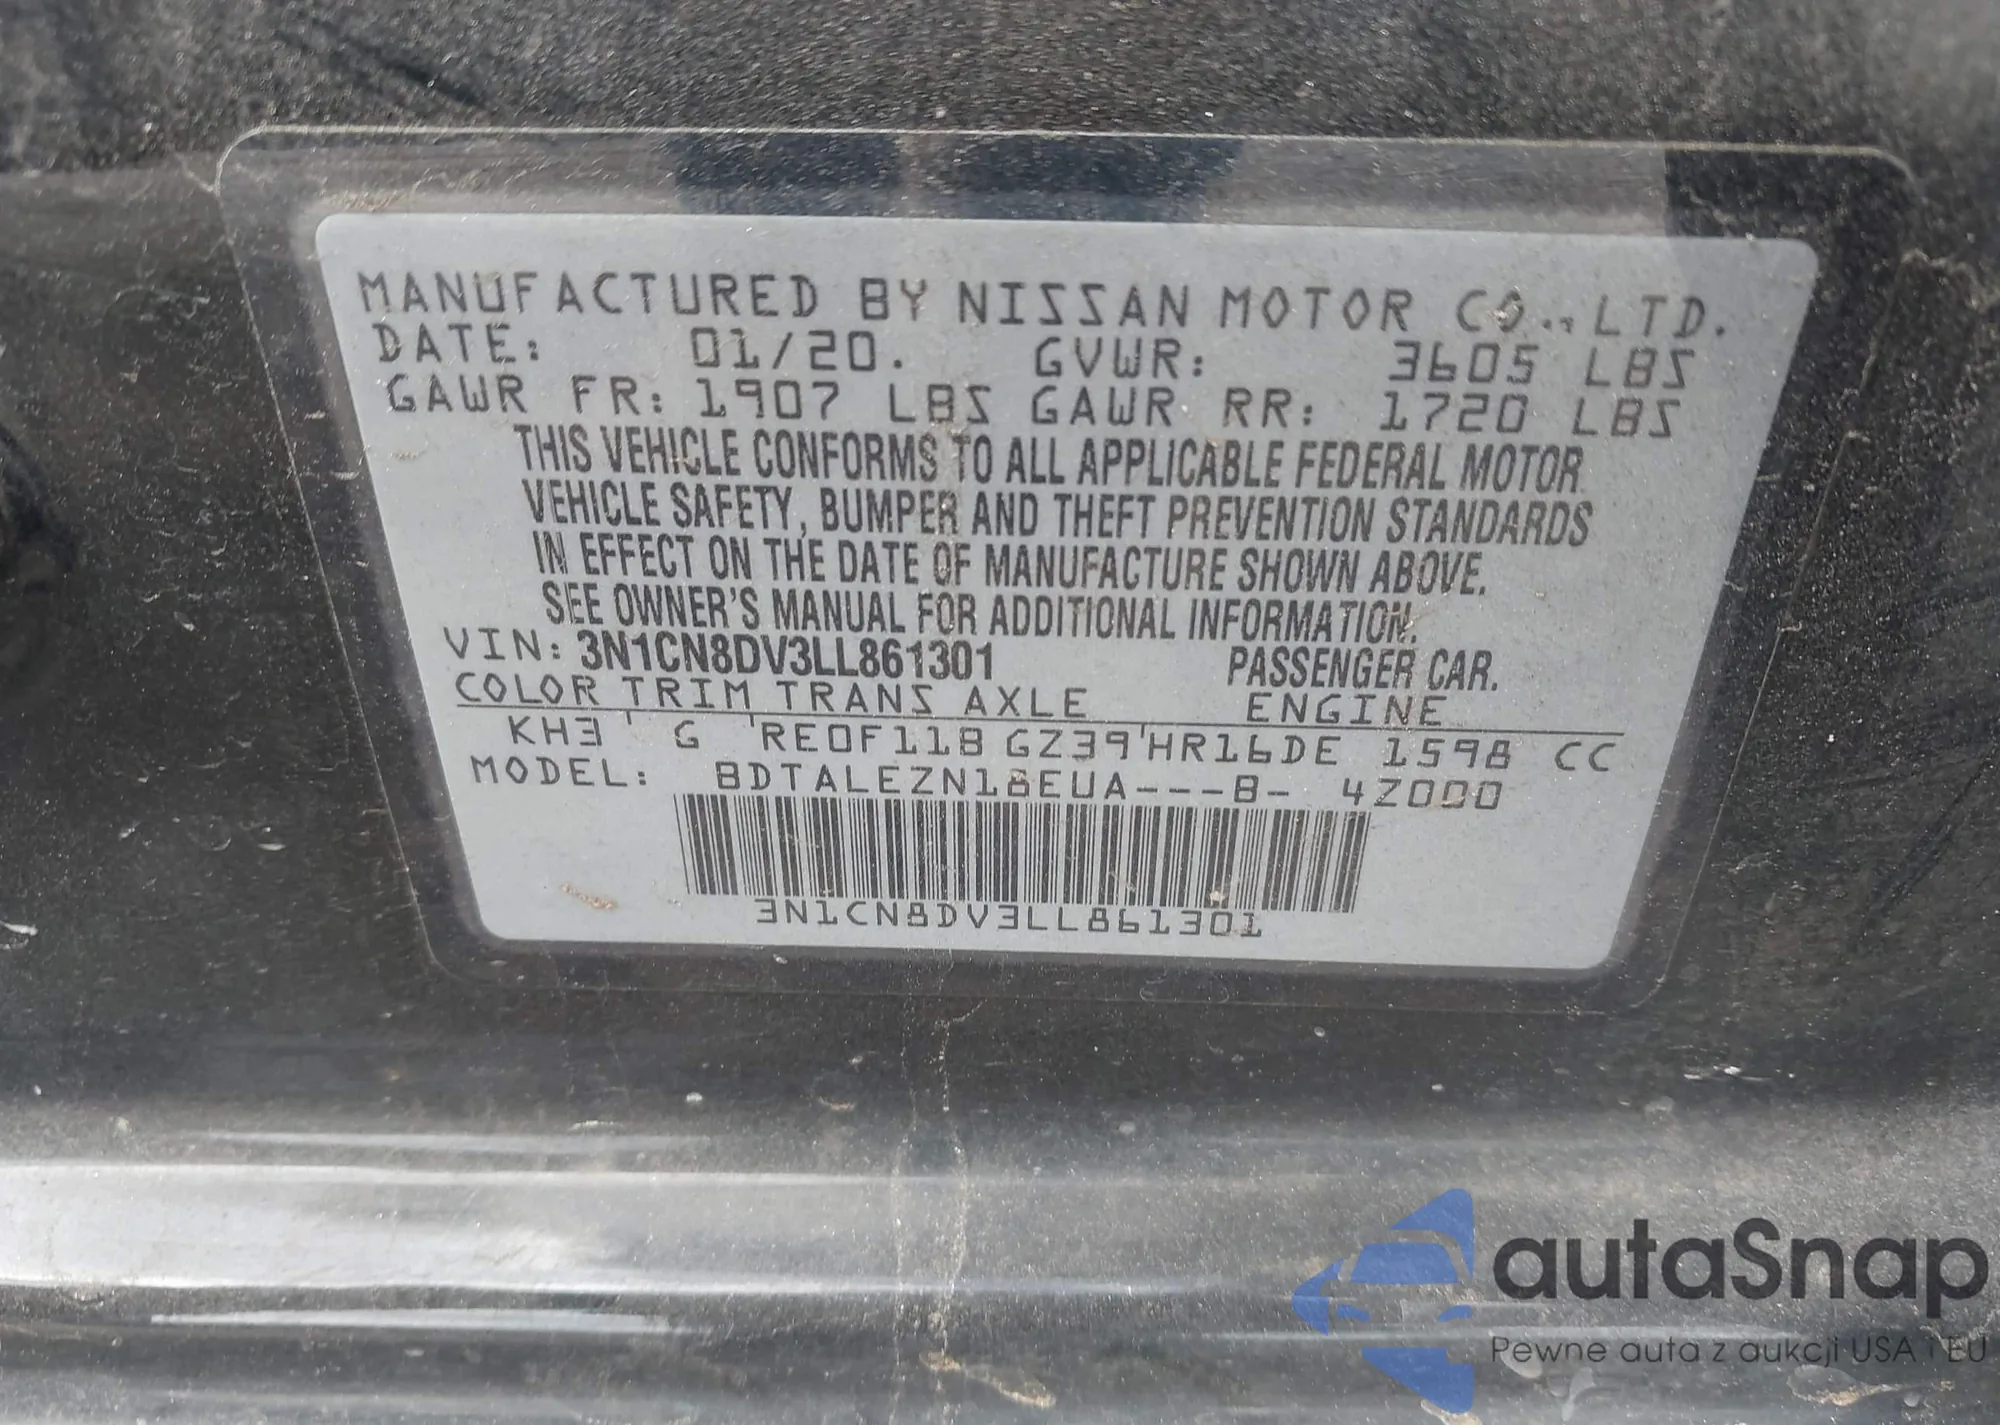 MANUFACTURED BY NISSAN MOTOR CO., LTD.
DATE: 01/20. GVWR: 3605 LBS
GAWR FR: 1907 LBS GAWR RR: 1720 LBS
THIS VEHICLE CONFORMS TO ALL APPLICABLE FEDERAL MOTOR
VEHICLE SAFETY, BUMPER AND THEFT PREVENTION STANDARDS
IN EFFECT ON THE DATE OF MANUFACTURE SHOWN ABOVE.
SEE OWNER'S MANUAL FOR ADDITIONAL INFORMATION.
VIN: 3N1CN8DV3LL861301 PASSENGER CAR.
COLOR TRIM TRANS AXLE ENGINE
KH3 ' G 'RE0F11B GZ39'HR16DE 1598 CC
MODEL: BDTALEZN18EUA---B- 4Z000
3N1CN8DV3LL861301
autaSnap
Pewne auta z aukcji USA i EU